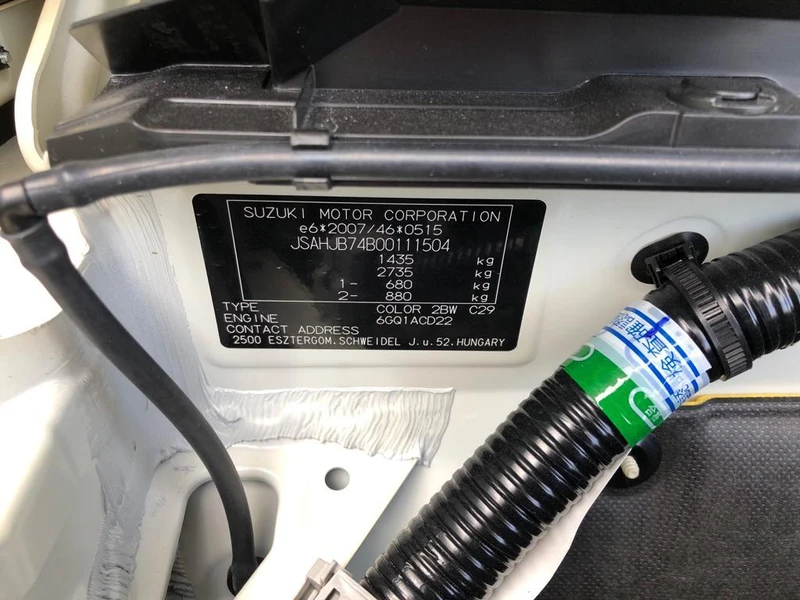 SUZUKI MOTOR CORPORATION
e6*2007/46*0515
JSAHJB74B00111504
1435 kg
2735 kg
1- 680 kg
2- 880 kg
TYPE COLOR 2BW C29
ENGINE 6GQ1ACD22
CONTACT ADDRESS
2500 ESZTERGOM.SCHWEIDEL J.u.52.HUNGARY